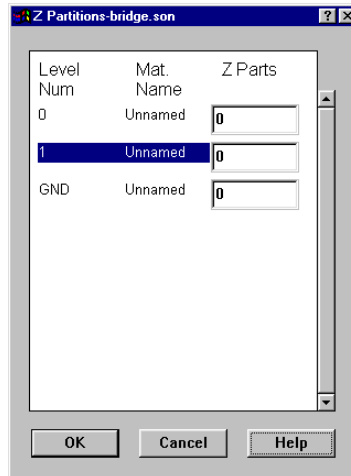 Z Partitions-bridge.son
Level Num Mat. Name Z Parts
0 Unnamed 0
1 Unnamed 0
GND Unnamed 0
OK Cancel Help